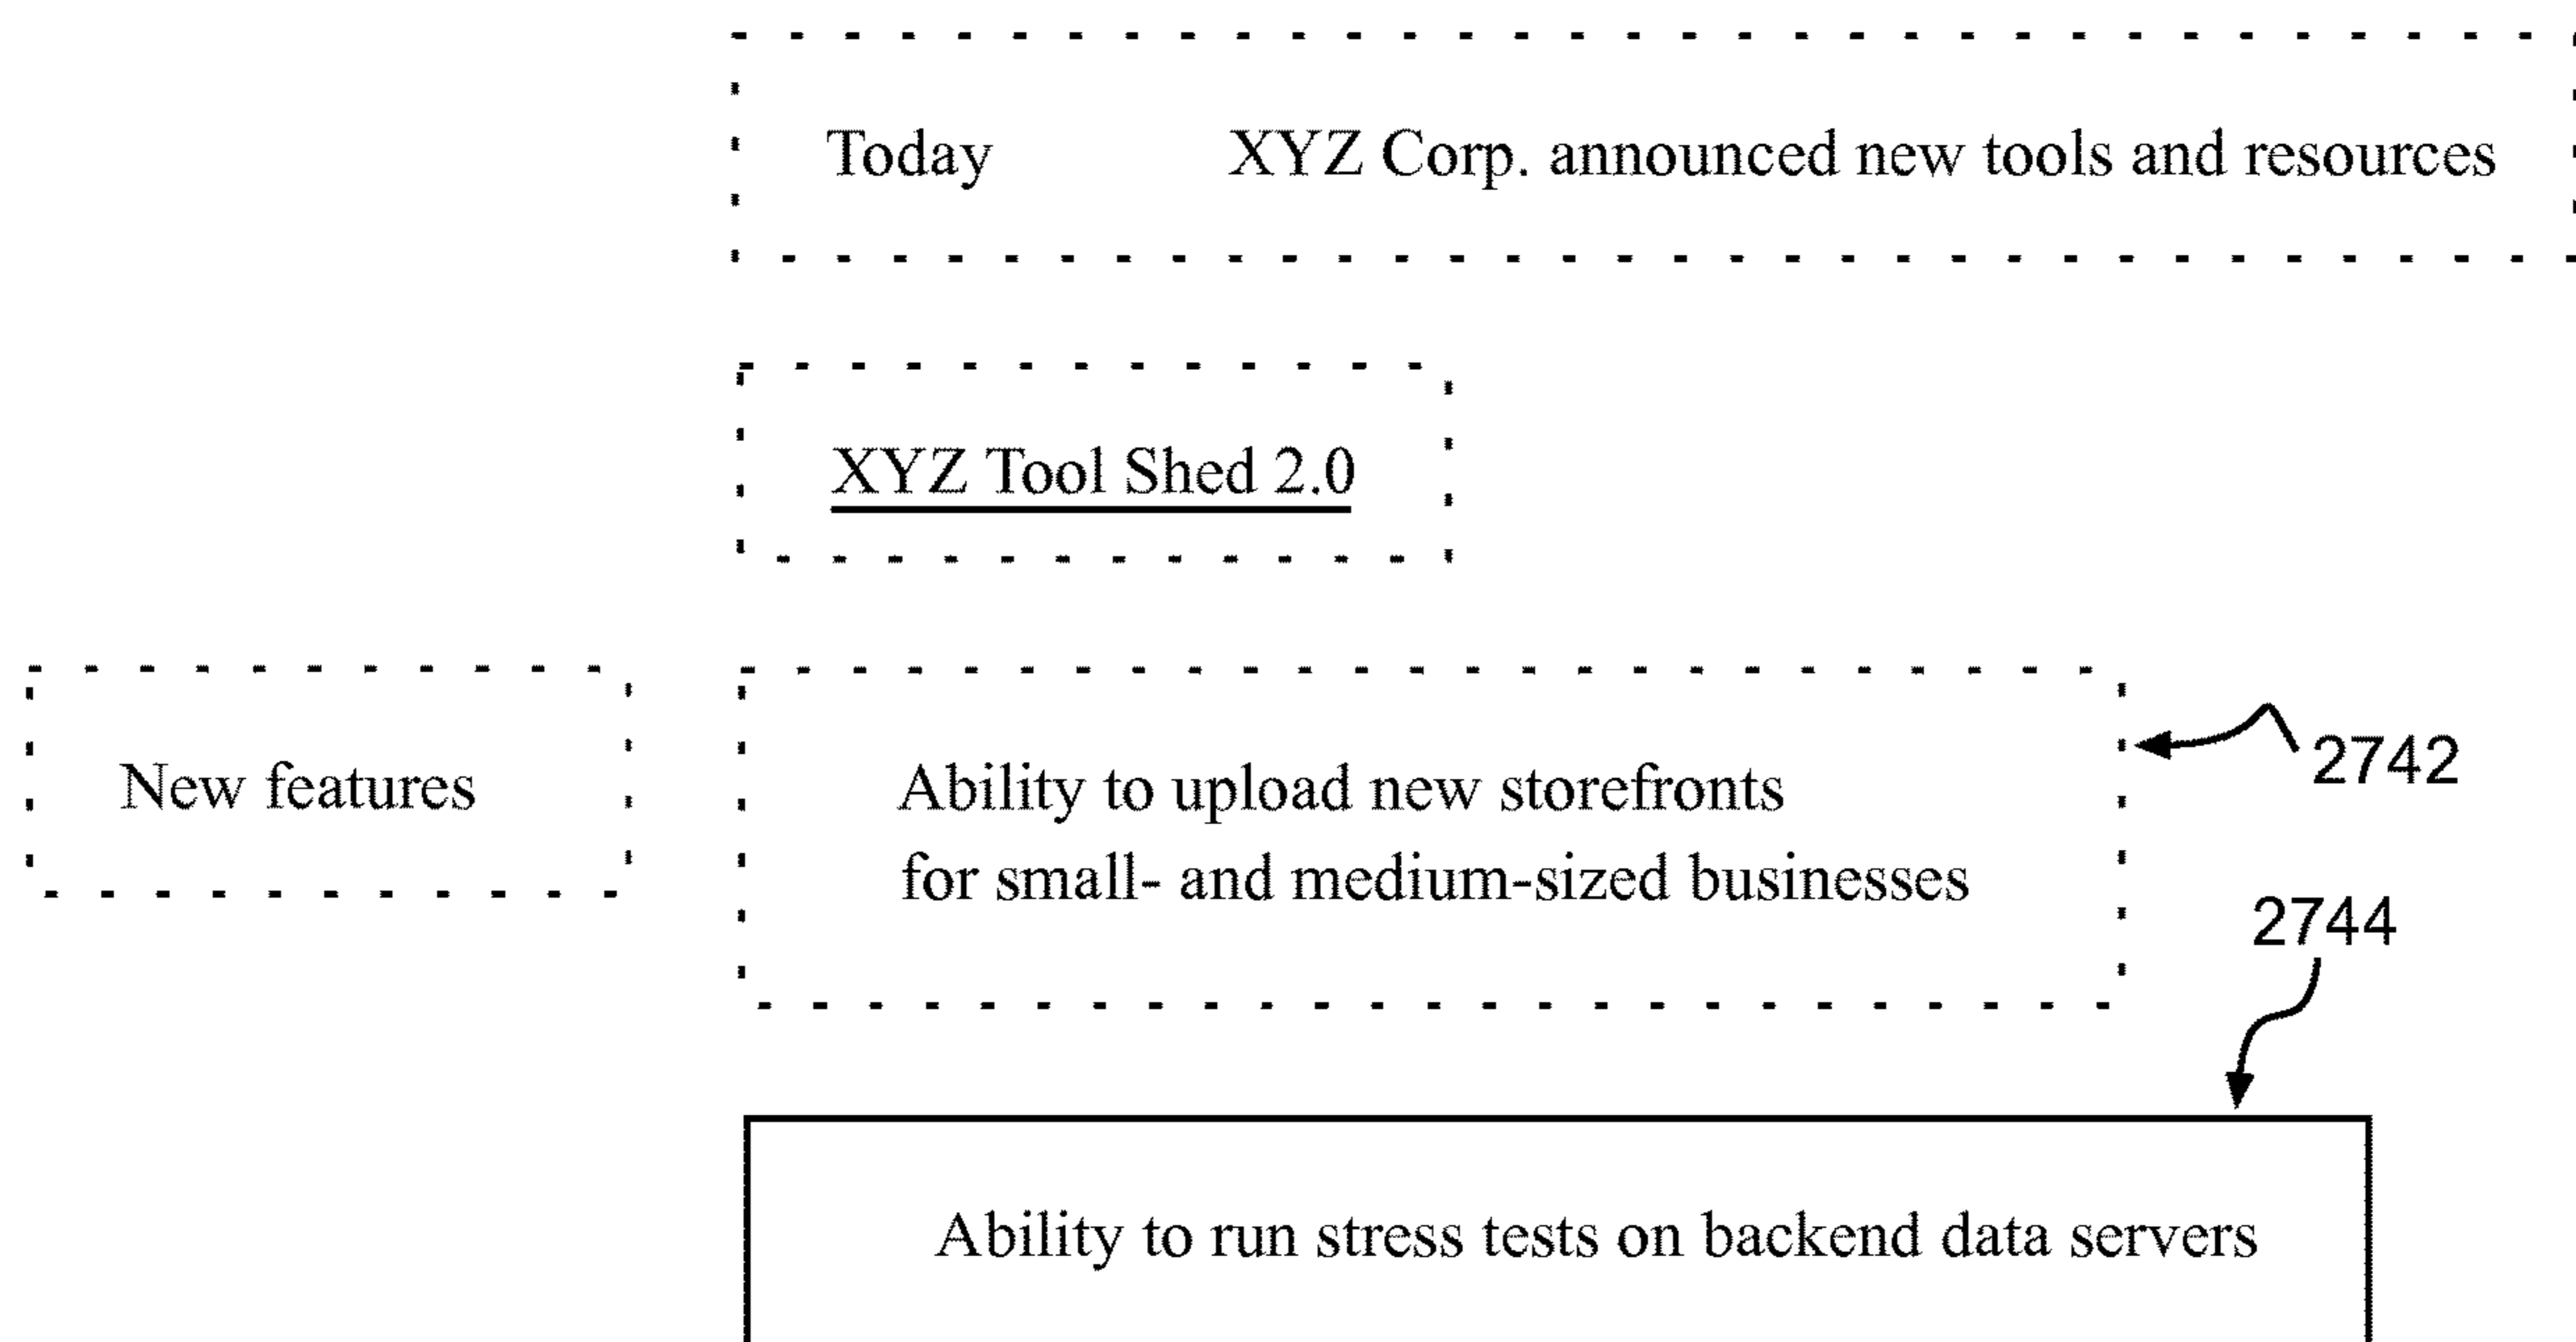 Today XYZ Corp. announced new tools and resources
XYZ Tool Shed 2.0
New features
Ability to upload new storefronts
for small- and medium-sized businesses
2742
2744
Ability to run stress tests on backend data servers